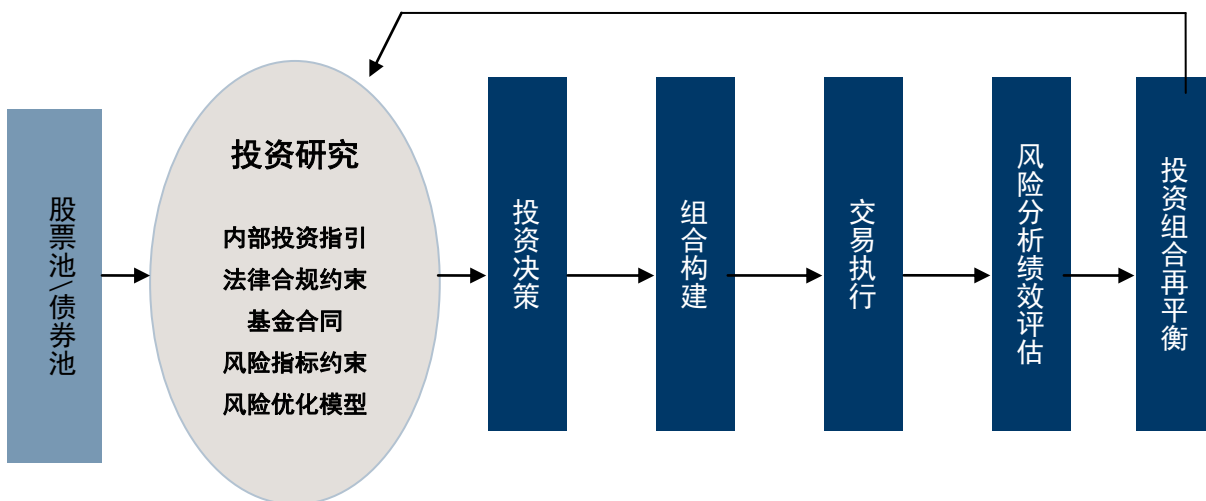 股票池\债券池
投资研究
内部投资指引
法律合规约束
基金合同
风险指标约束
风险优化模型
投资决策
组合构建
交易执行
风险分析绩效评估
投资组合再平衡